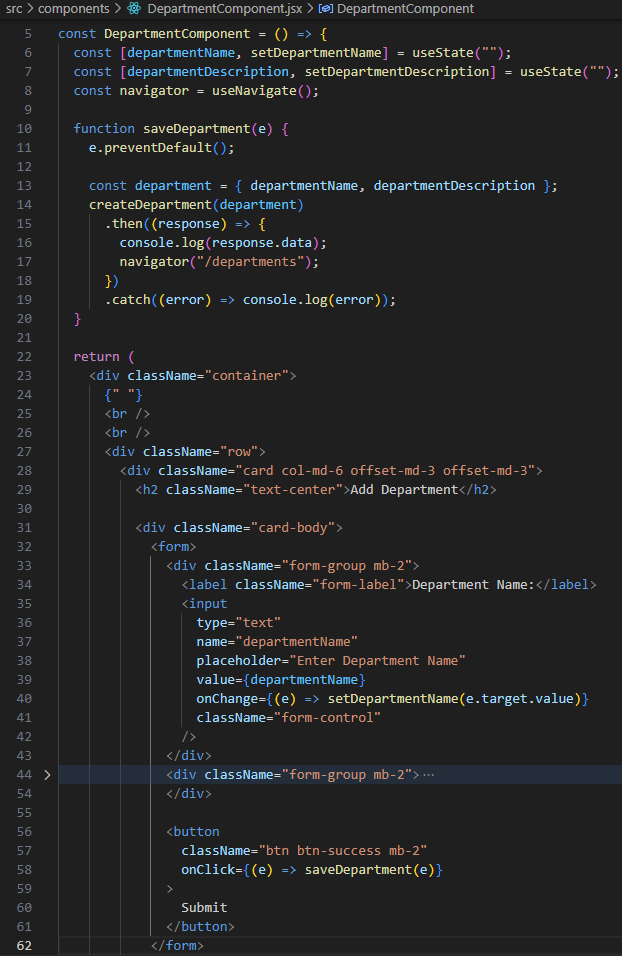 src > components > DepartmentComponent.jsx > DepartmentComponent
5 const DepartmentComponent = () => {
6   const [departmentName, setDepartmentName] = useState("");
7   const [departmentDescription, setDepartmentDescription] = useState("");
8   const navigator = useNavigate();
9
10   function saveDepartment(e) {
11     e.preventDefault();
12
13     const department = { departmentName, departmentDescription };
14     createDepartment(department)
15       .then((response) => {
16         console.log(response.data);
17         navigator("/departments");
18       })
19       .catch((error) => console.log(error));
20   }
21
22   return (
23     <div className="container">
24       {" "}
25       <br />
26       <br />
27       <div className="row">
28         <div className="card col-md-6 offset-md-3 offset-md-3">
29           <h2 className="text-center">Add Department</h2>
30
31           <div className="card-body">
32             <form>
33               <div className="form-group mb-2">
34                 <label className="form-label">Department Name:</label>
35                 <input
36                   type="text"
37                   name="departmentName"
38                   placeholder="Enter Department Name"
39                   value={departmentName}
40                   onChange={(e) => setDepartmentName(e.target.value)}
41                   className="form-control"
42                 />
43               </div>
44 >             <div className="form-group mb-2">···
54               </div>
55
56               <button
57                 className="btn btn-success mb-2"
58                 onClick={(e) => saveDepartment(e)}
59               >
60                 Submit
61               </button>
62             </form>